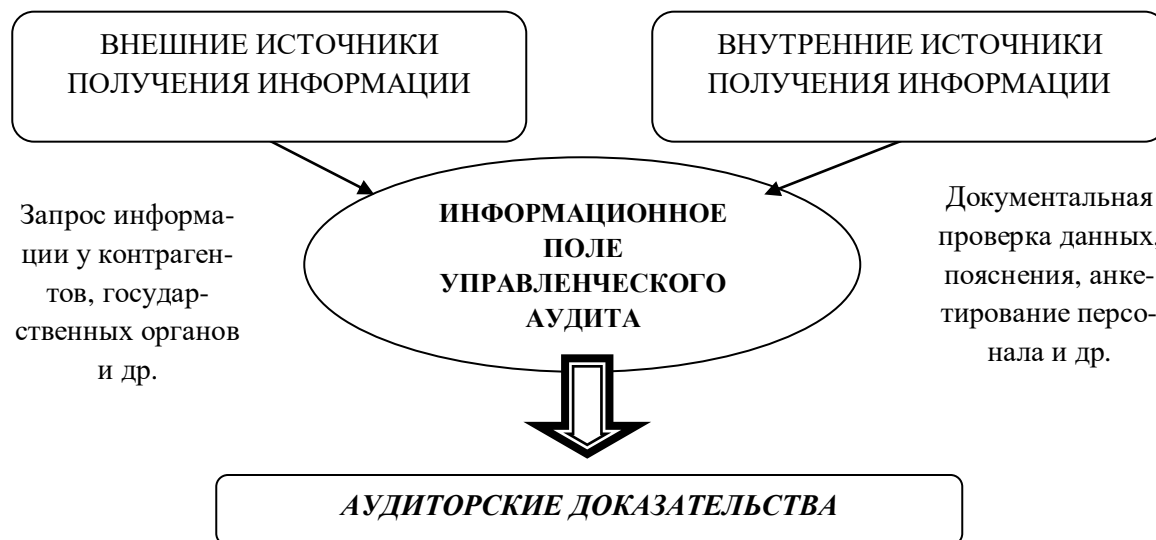 ВНЕШНИЕ ИСТОЧНИКИ
ПОЛУЧЕНИЯ ИНФОРМАЦИИ
ВНУТРЕННИЕ ИСТОЧНИКИ
ПОЛУЧЕНИЯ ИНФОРМАЦИИ
Запрос информа-
ции у контраген-
тов, государ-
ственных органов
и др.
ИНФОРМАЦИОННОЕ
ПОЛЕ
УПРАВЛЕНЧЕСКОГО
АУДИТА
Документальная
проверка данных,
пояснения, анке-
тирование персо-
нала и др.
АУДИТОРСКИЕ ДОКАЗАТЕЛЬСТВА